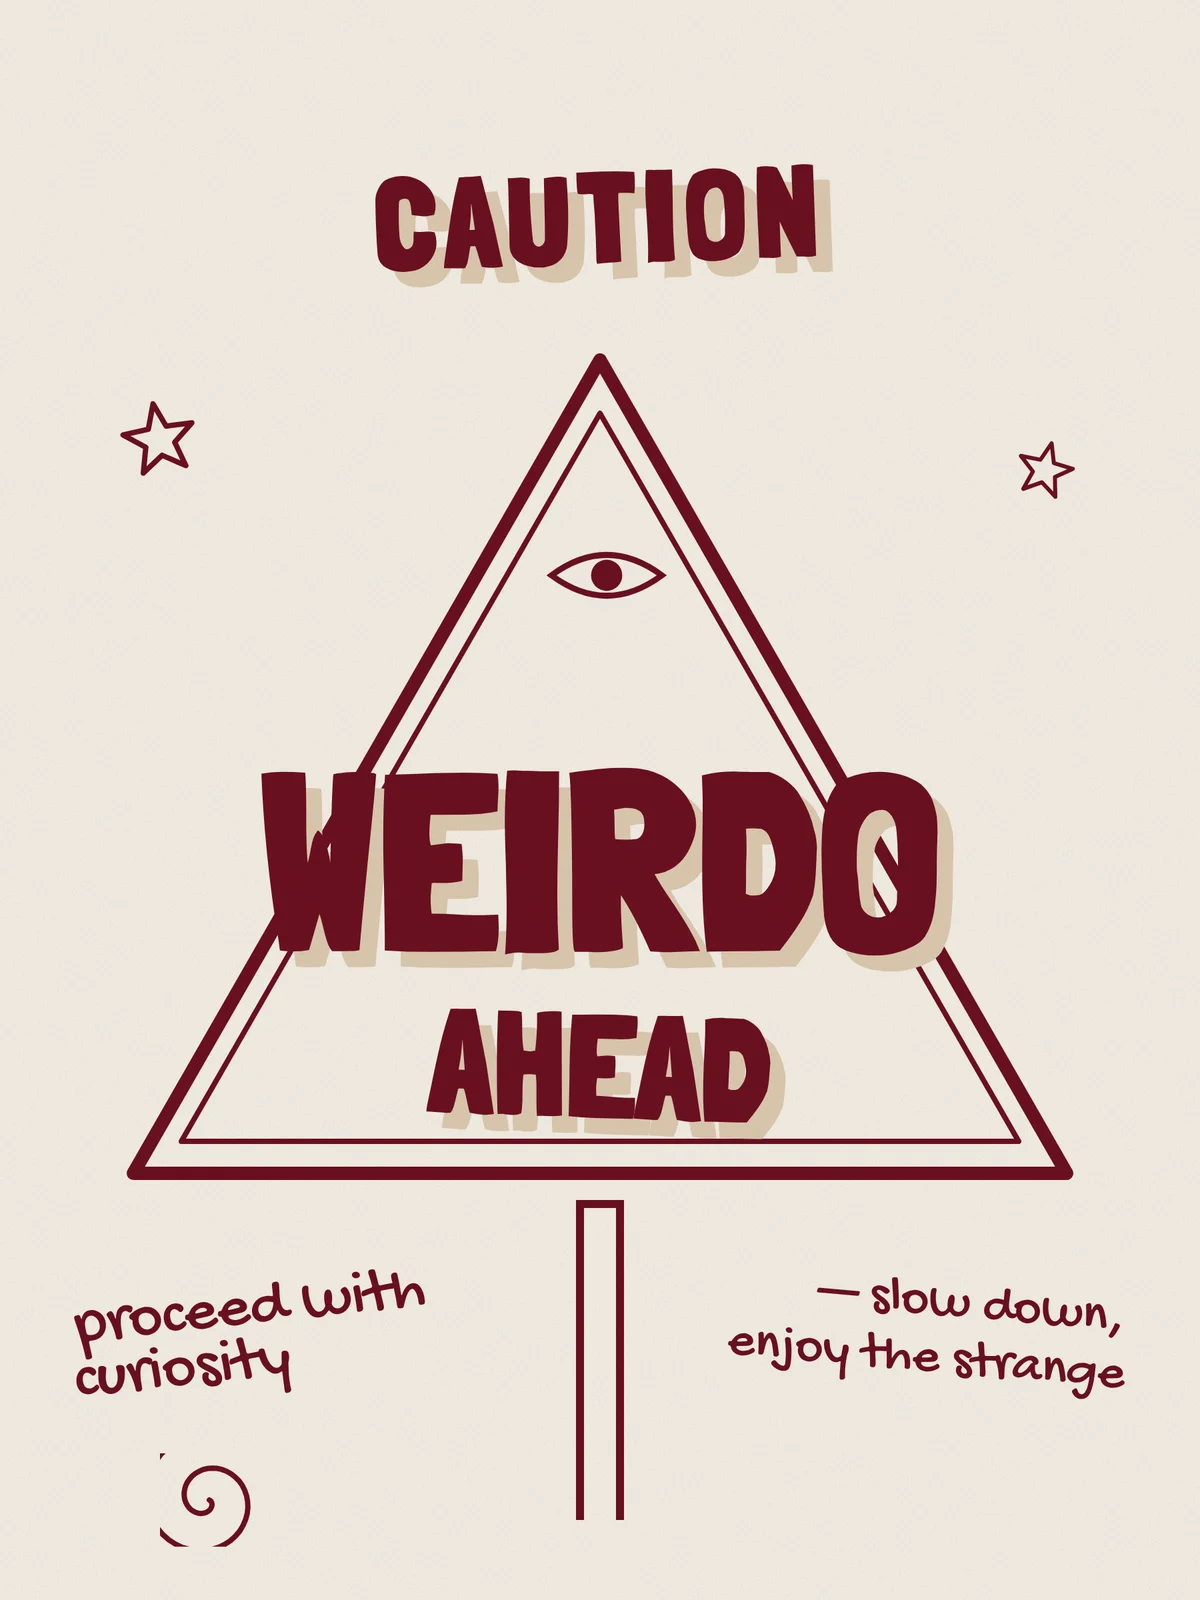 CAUTION
WEIRDO
AHEAD
proceed with
curiosity
— slow down,
enjoy the strange